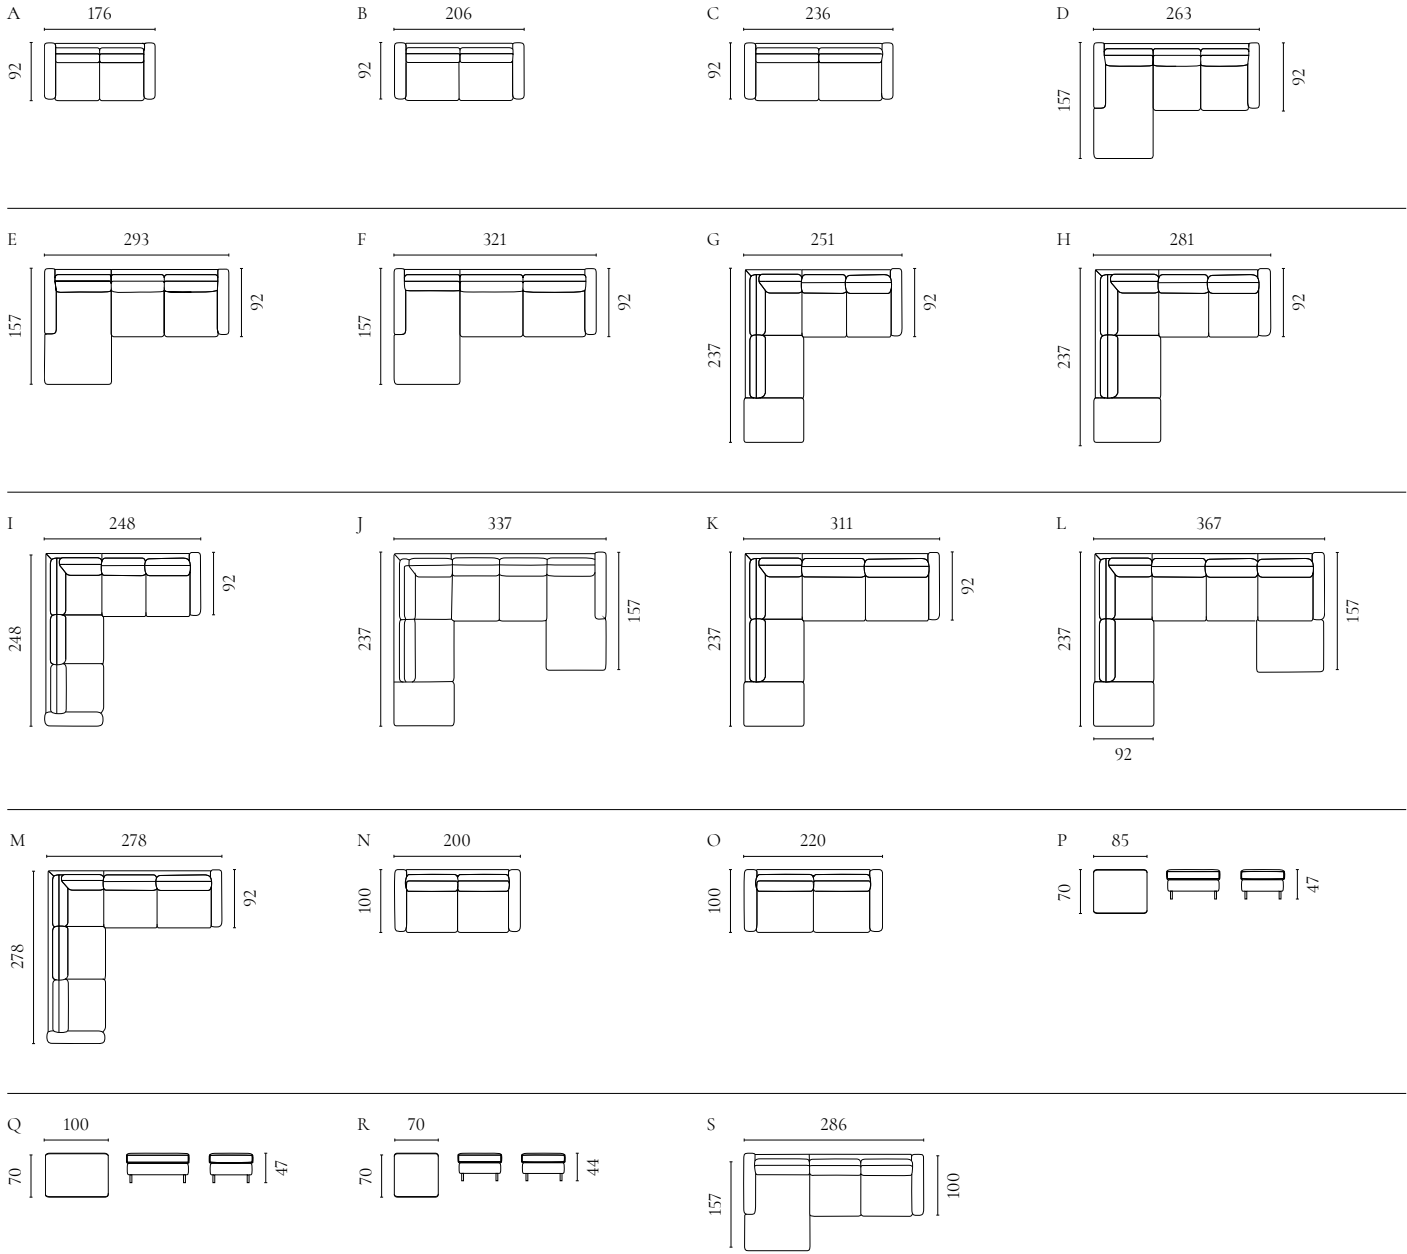 A 176
92
B 206
92
C 236
92
D 263
157
92
E 293
157
92
F 321
157
92
G 251
237
92
H 281
237
92
I 248
248
92
J 337
237
157
K 311
237
92
L 367
237
157
92
M 278
278
92
N 200
100
O 220
100
P 85
70
47
Q 100
70
47
R 70
70
44
S 286
157
100